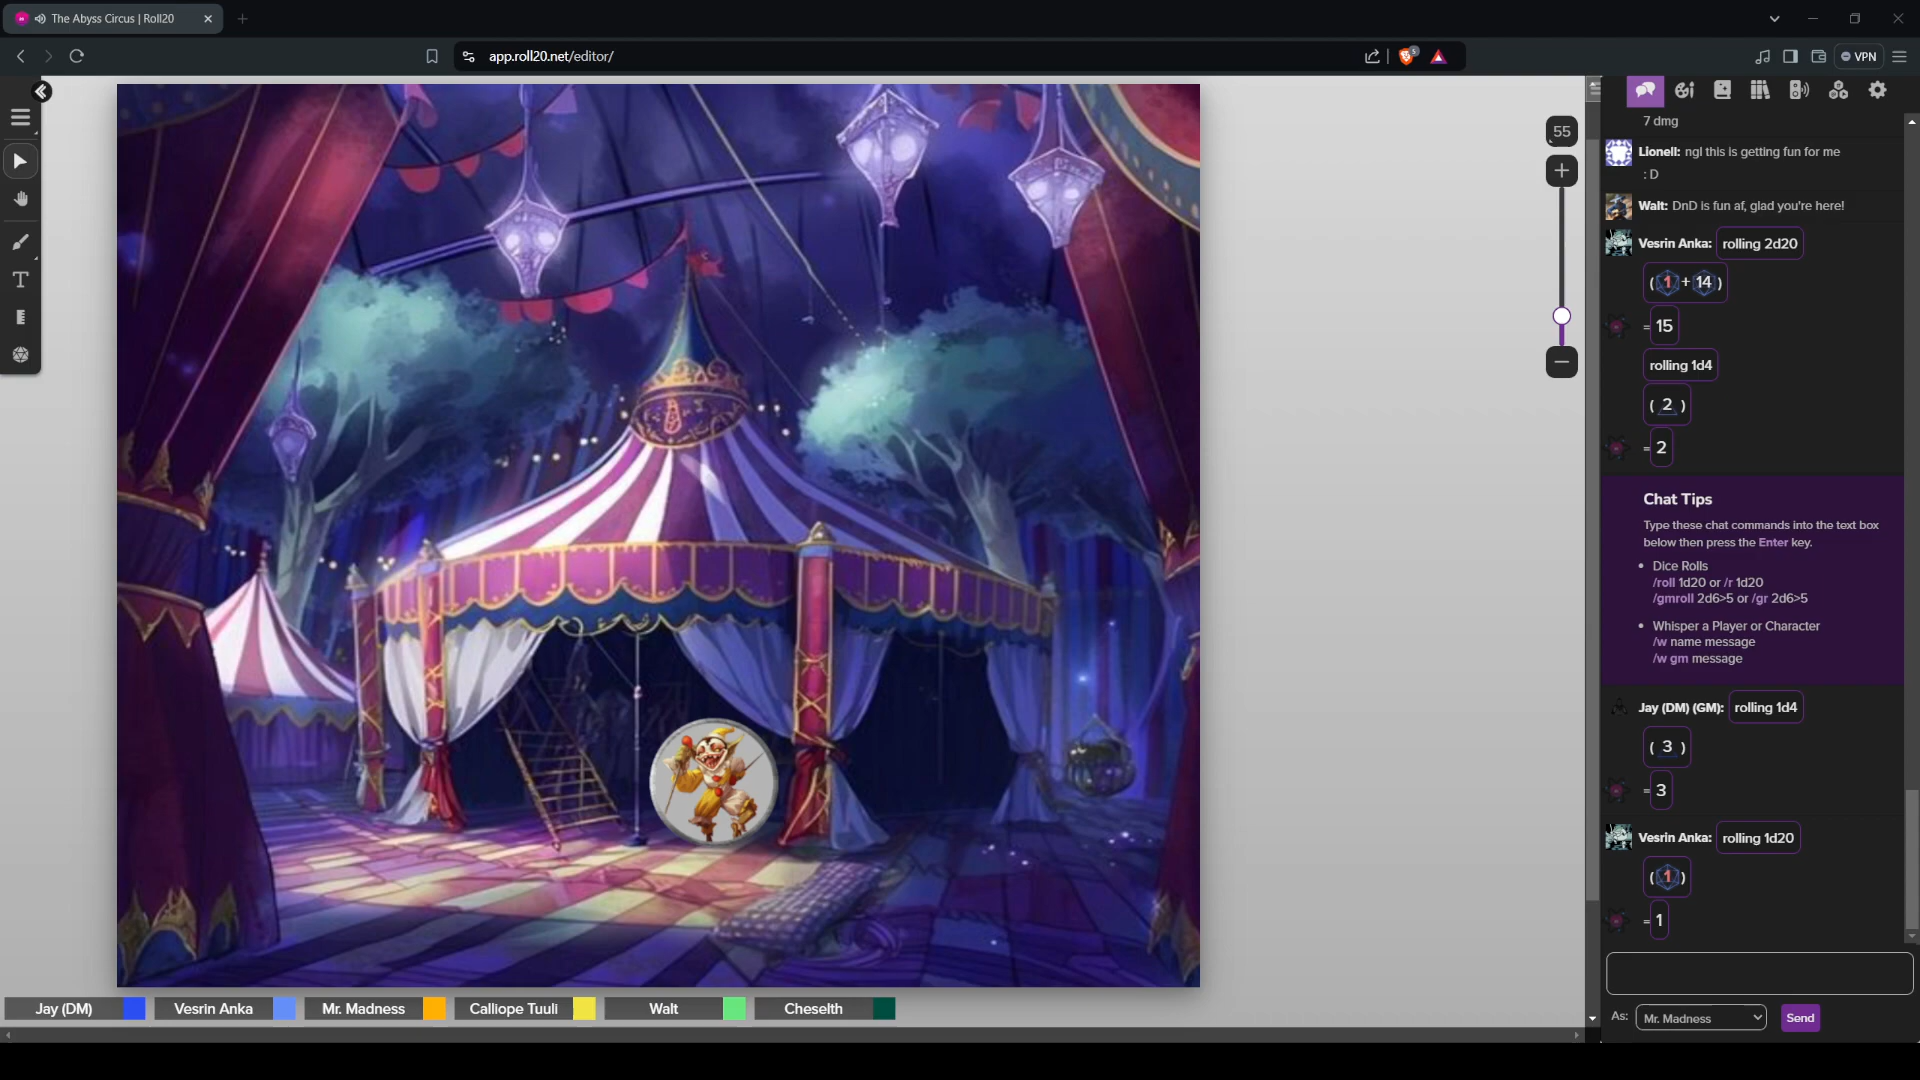 The Abyss Circus | Roll20
app.roll20.net/editor/
5
VPN
55
7 dmg
Lionell: ngl this is getting fun for me
: D
Walt: DnD is fun af, glad you're here!
Vesrin Anka: rolling 2d20
(1+14)
=15
rolling 1d4
(2)
=2
Chat Tips
Type these chat commands into the text box
below then press the Enter key.
• Dice Rolls
/roll 1d20 or /r 1d20
/gmroll 2d6>5 or /gr 2d6>5
• Whisper a Player or Character
/w name message
/w gm message
Jay (DM) (GM): rolling 1d4
(3)
=3
Vesrin Anka: rolling 1d20
(1)
=1
As: Mr. Madness Send
Jay (DM) Vesrin Anka Mr. Madness Calliope Tuuli Walt Cheselth